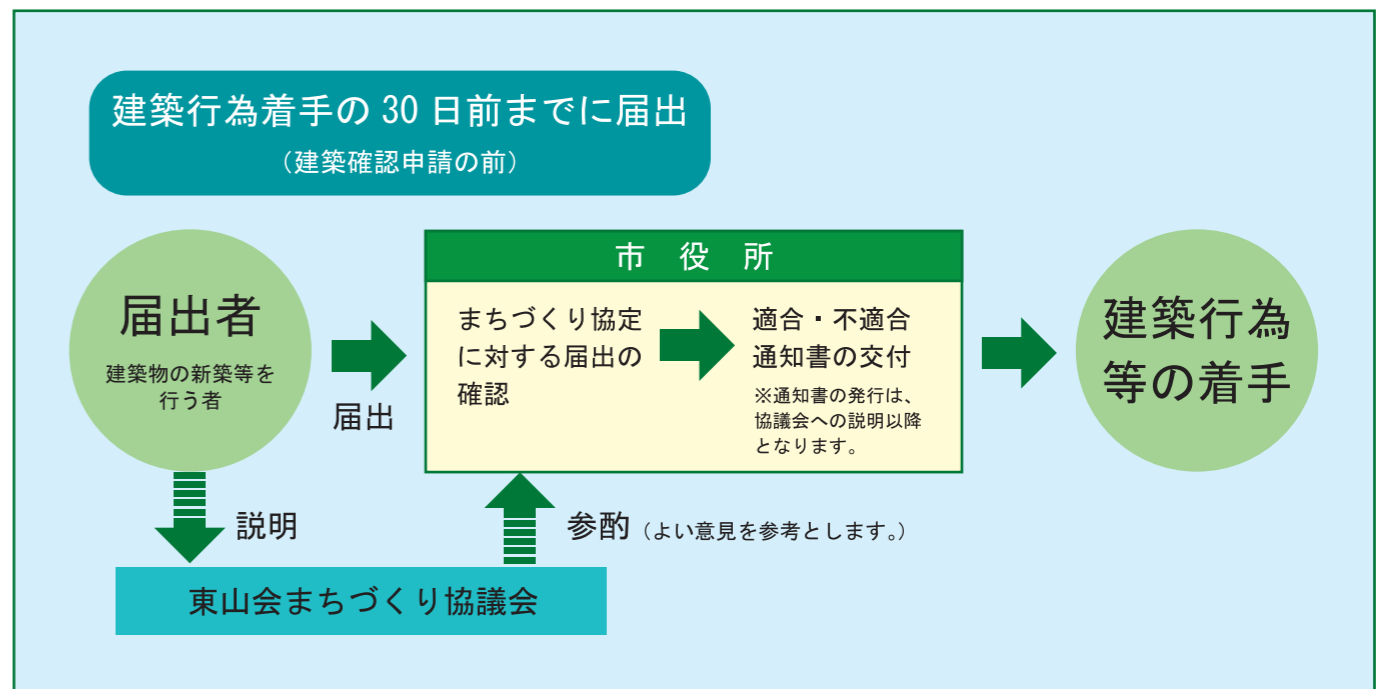 建築行為着手の 30 日前までに届出
（建築確認申請の前）
届出者
建築物の新築等を
行う者
届出
市 役 所
まちづくり協定
に対する届出の
確認
適合・不適合
通知書の交付
※通知書の発行は、
協議会への説明以降
となります。
建築行為
等の着手
説明
参酌（よい意見を参考とします。）
東山会まちづくり協議会